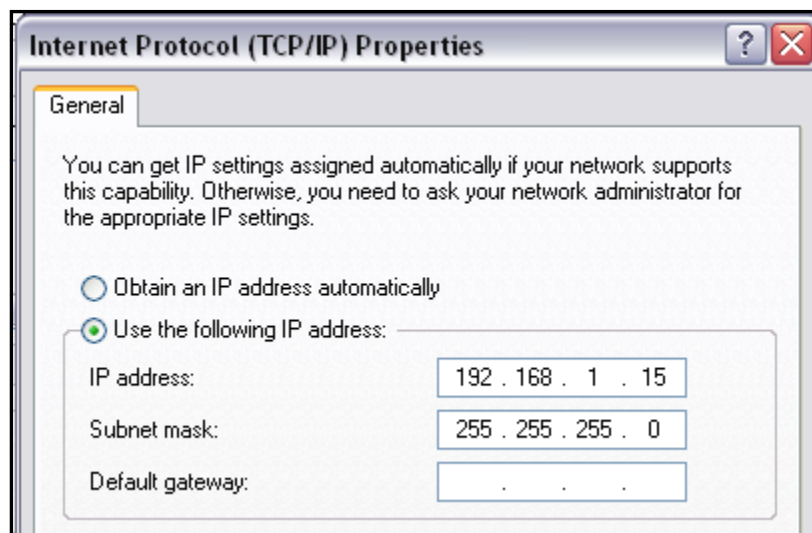 Internet Protocol (TCP/IP) Properties
General
You can get IP settings assigned automatically if your network supports
this capability. Otherwise, you need to ask your network administrator for
the appropriate IP settings.
Obtain an IP address automatically
Use the following IP address:
IP address: 192 . 168 . 1 . 15
Subnet mask: 255 . 255 . 255 . 0
Default gateway: . . .